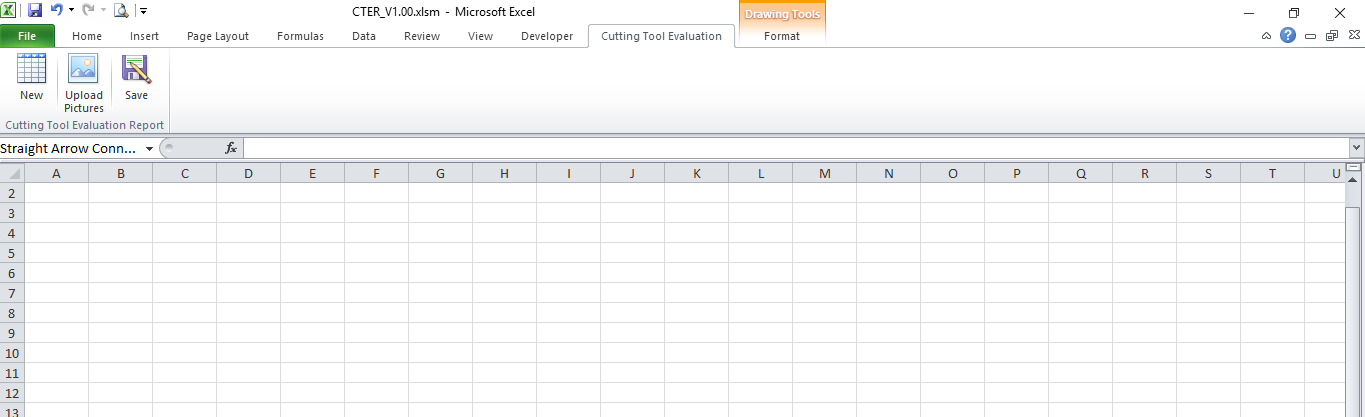 CTER_V1.00.xlsm - Microsoft Excel
Drawing Tools
File Home Insert Page Layout Formulas Data Review View Developer Cutting Tool Evaluation Format
New Upload Pictures Save
Cutting Tool Evaluation Report
Straight Arrow Conn... fx
A B C D E F G H I J K L M N O P Q R S T U
2
3
4
5
6
7
8
9
10
11
12
13